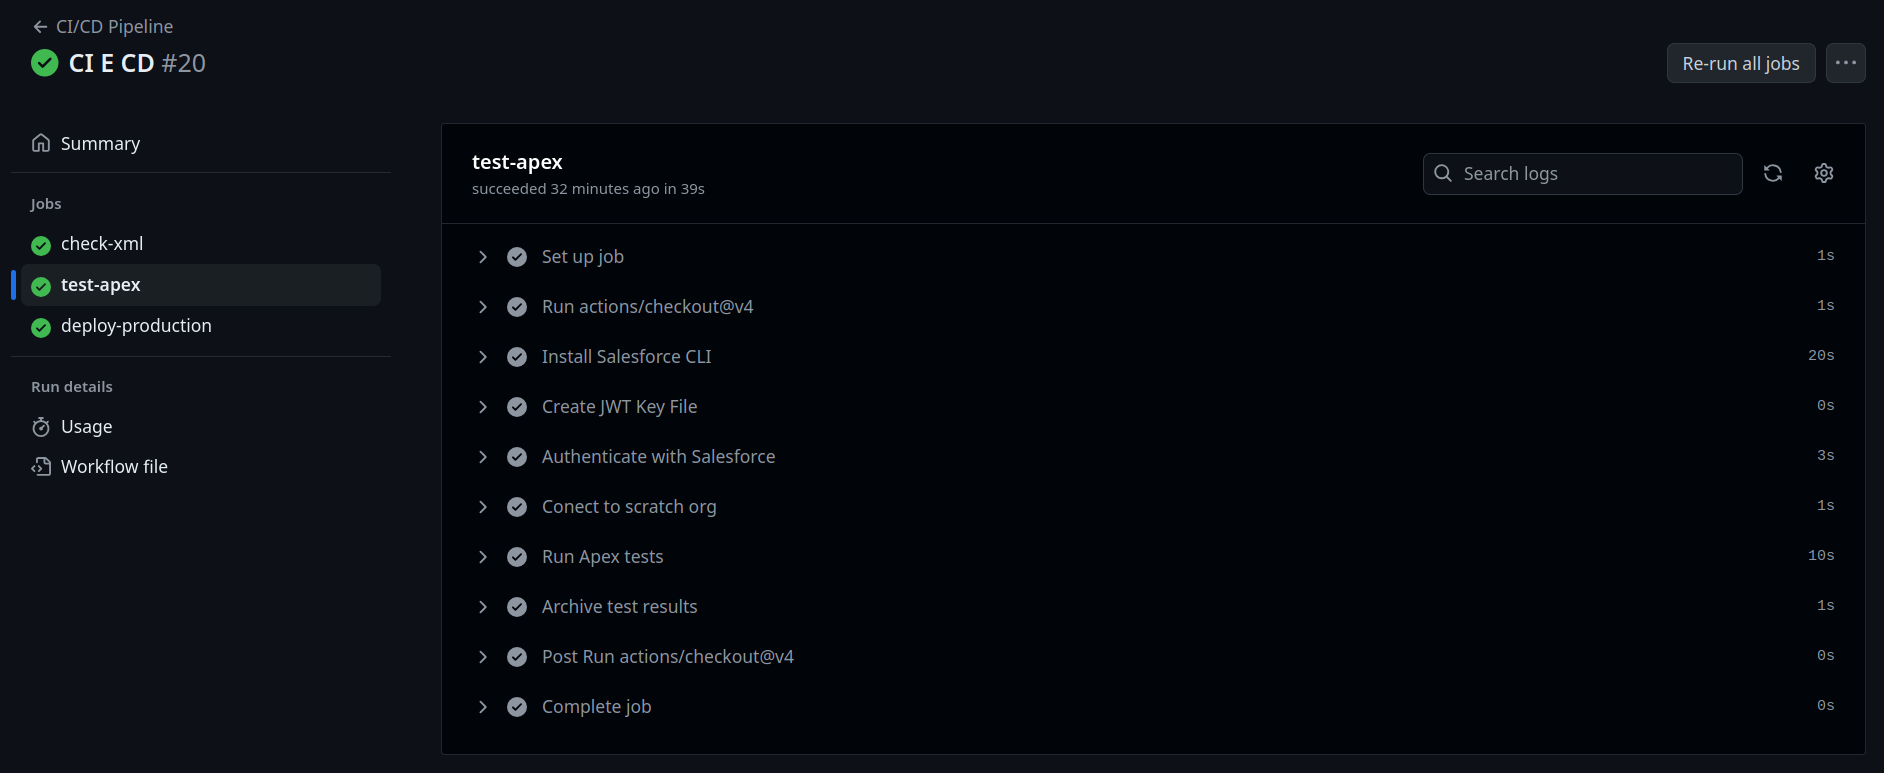 CI/CD Pipeline
CI E CD #20
Re-run all jobs
Summary
Jobs
check-xml
test-apex
deploy-production
Run details
Usage
Workflow file
test-apex
succeeded 32 minutes ago in 39s
Search logs
Set up job 1s
Run actions/checkout@v4 1s
Install Salesforce CLI 20s
Create JWT Key File 0s
Authenticate with Salesforce 3s
Conect to scratch org 1s
Run Apex tests 10s
Archive test results 1s
Post Run actions/checkout@v4 0s
Complete job 0s